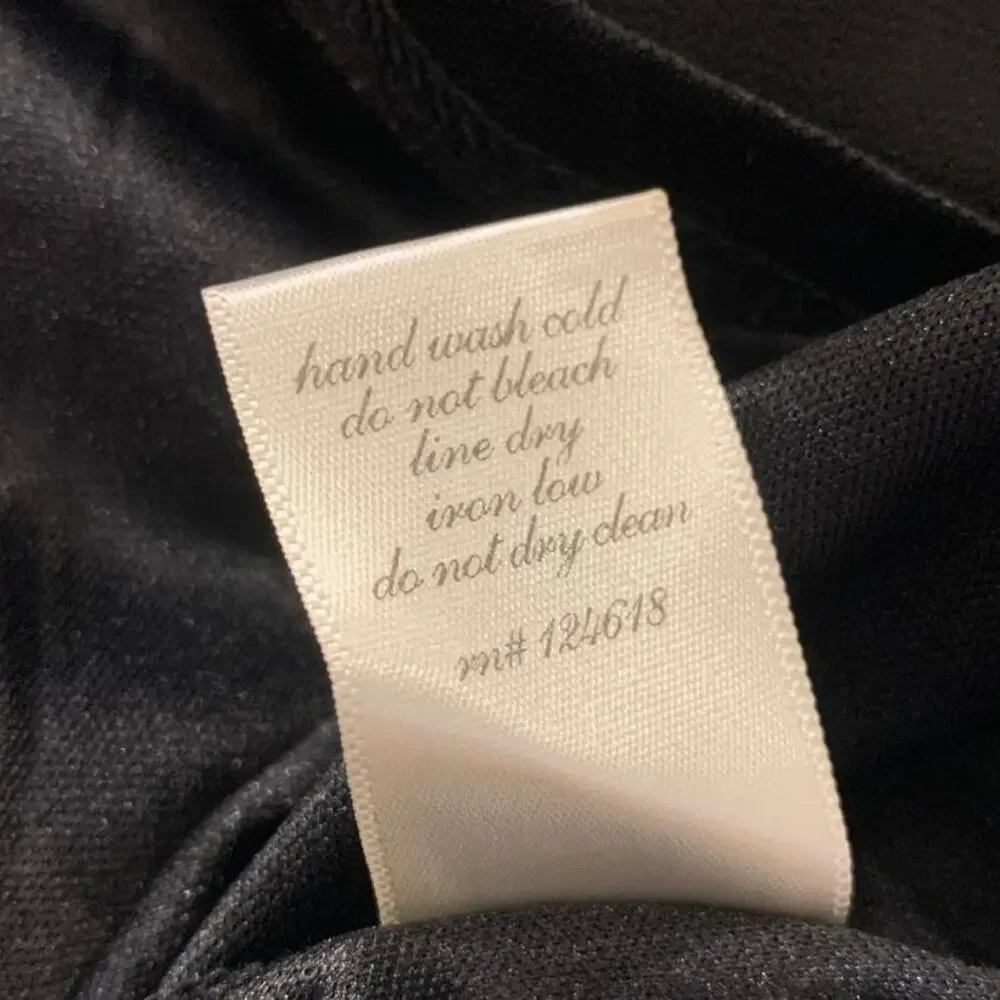 hand wash cold
do not bleach
line dry
iron low
do not dry clean
rn# 124618